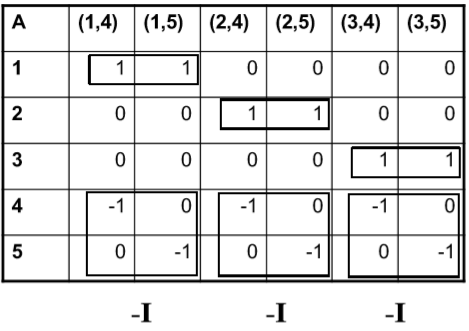 A (1,4) (1,5) (2,4) (2,5) (3,4) (3,5)
1 1 1 0 0 0 0
2 0 0 1 1 0 0
3 0 0 0 0 1 1
4 -1 0 -1 0 -1 0
5 0 -1 0 -1 0 -1
-I -I -I